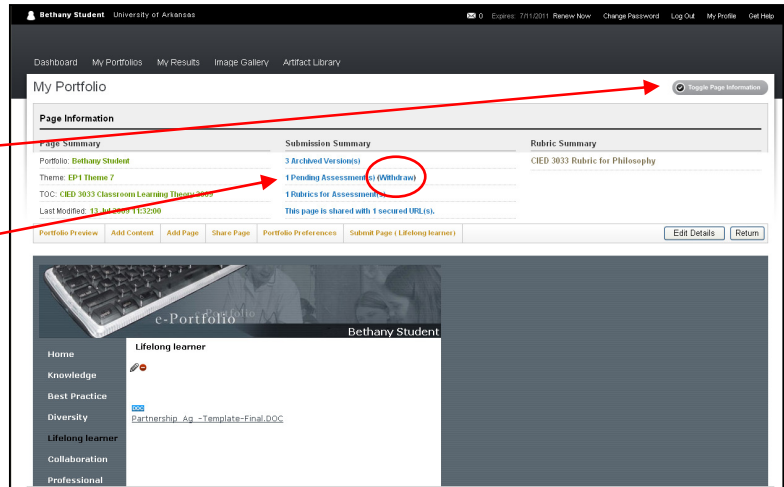 Bethany Student University of Arkansas 0 Expires: 7/11/2011 Renew Now Change Password Log Out My Profile Get Help
Dashboard My Portfolios My Results Image Gallery Artifact Library
My Portfolio Toggle Page Information
Page Information
Page Summary Submission Summary Rubric Summary
Portfolio: Bethany Student 3 Archived Version(s) CIED 3033 Rubric for Philosophy
Theme: EP1 Theme 7 1 Pending Assessment(s) (Withdraw)
TOC: CIED 3033 Classroom Learning Theory 2009 1 Rubrics for Assessment(s)
Last Modified: 13 Jul 2009 11:32:00 This page is shared with 1 secured URL(s).
Portfolio Preview Add Content Add Page Share Page Portfolio Preferences Submit Page ( Lifelong learner) Edit Details Return
e-Portfolio
Bethany Student
Home Lifelong learner
Knowledge
Best Practice
DOC
Diversity Partnership_Ag_-Template-Final.DOC
Lifelong learner
Collaboration
Professional